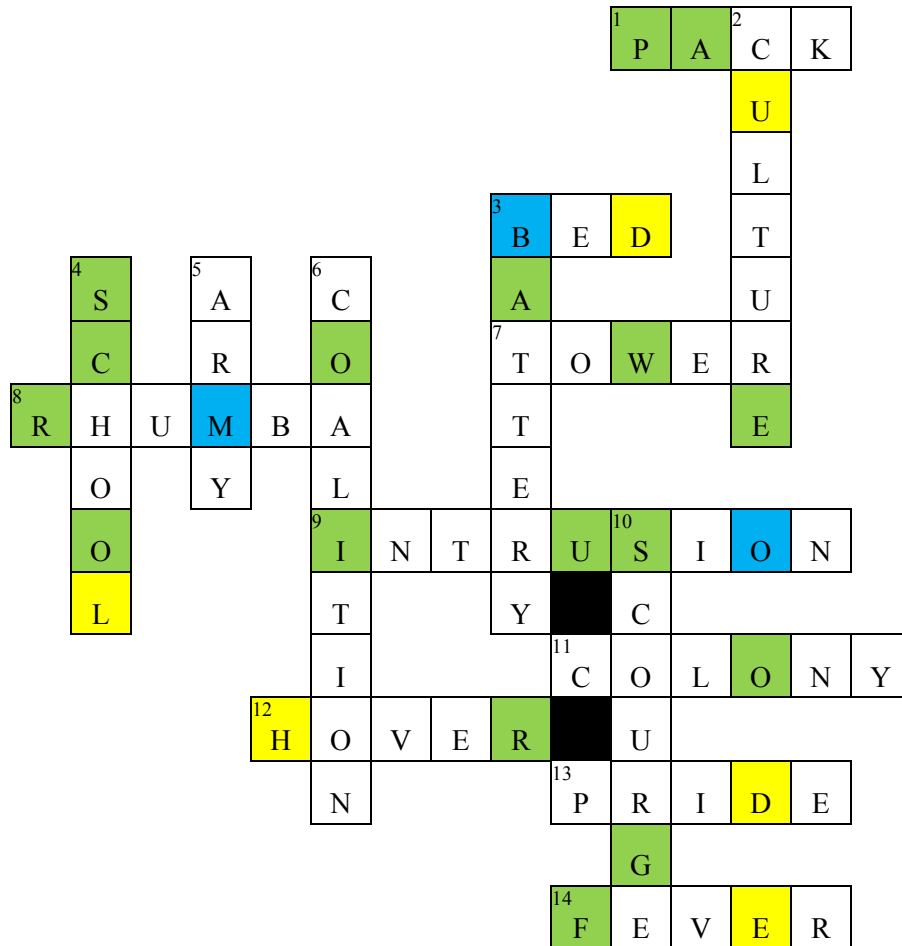 1 P A 2 C K
U
L
3 B E D T
4 S 5 A 6 C A U
C R O 7 T O W E R
8 R H U M B A T E
O Y L E
O 9 I N T R U 10 S I O N
L T Y C
I 11 C O L O N Y
12 H O V E R U
N 13 P R I D E
G
14 F E V E R